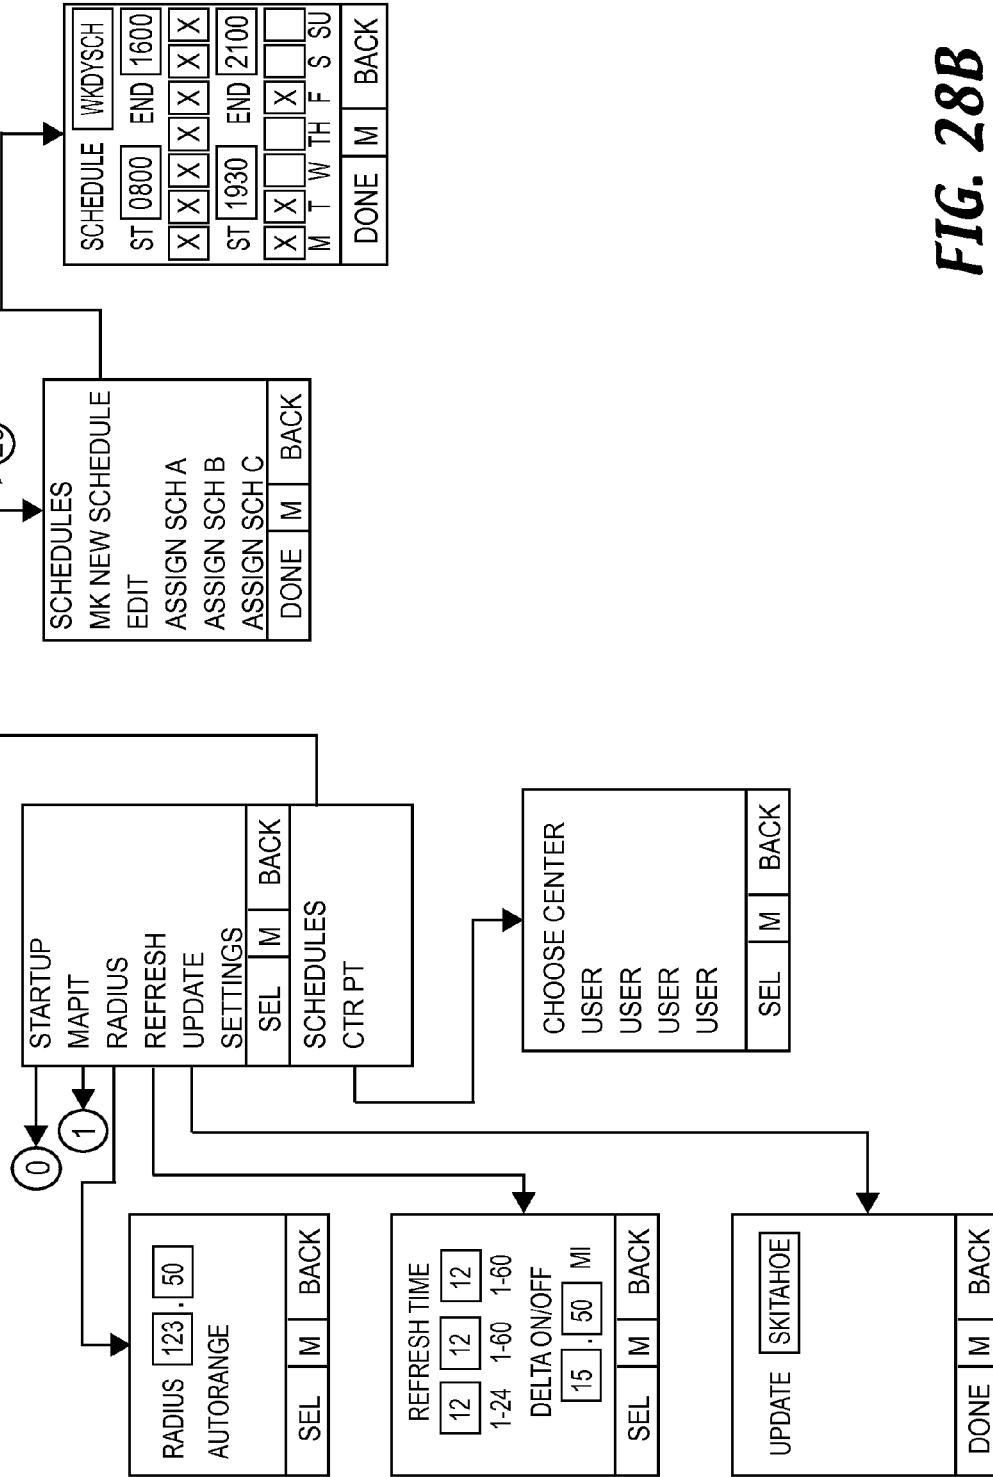 STARTUP
MAPIT
RADIUS
REFRESH
UPDATE
SETTINGS
SEL M BACK
SCHEDULES
CTR PT
0
1
RADIUS 123 . 50
AUTORANGE
SEL M BACK
REFRESH TIME
12 12 12
1-24 1-60 1-60
DELTA ON/OFF
15 . 50 MI
SEL M BACK
UPDATE SKITAHOE
DONE M BACK
CHOOSE CENTER
USER
USER
USER
USER
SEL M BACK
SCHEDULES
MK NEW SCHEDULE
EDIT
ASSIGN SCH A
ASSIGN SCH B
ASSIGN SCH C
DONE M BACK
SCHEDULE WKDYSCH
ST 0800 END 1600
X X X X X X X
ST 1930 END 2100
X X X
M T W TH F S SU
DONE M BACK
FIG. 28B